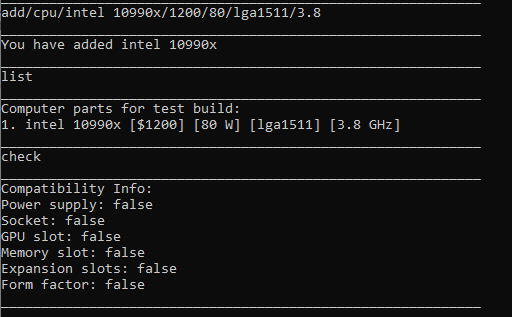 add/cpu/intel 10990x/1200/80/lga1511/3.8
You have added intel 10990x
list
Computer parts for test build:
1. intel 10990x [$1200] [80 W] [lga1511] [3.8 GHz]
check
Compatibility Info:
Power supply: false
Socket: false
GPU slot: false
Memory slot: false
Expansion slots: false
Form factor: false